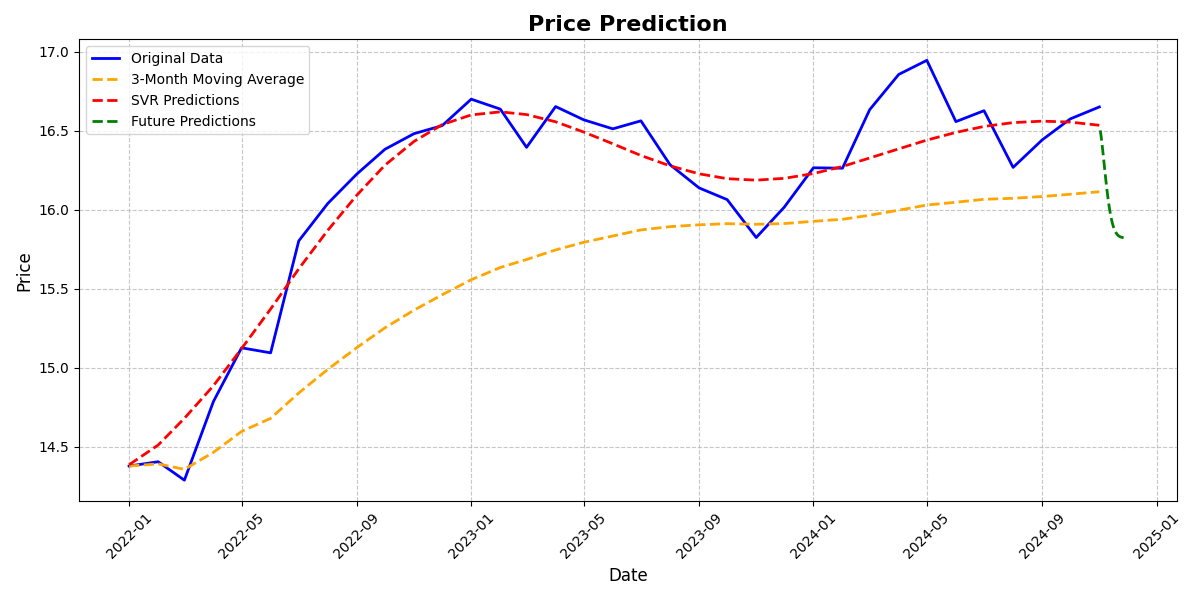 Price Prediction
Original Data
3-Month Moving Average
SVR Predictions
Future Predictions
17.0
16.5
16.0
15.5
15.0
14.5
Price
2022-01
2022-05
2022-09
2023-01
2023-05
2023-09
2024-01
2024-05
2024-09
2025-01
Date